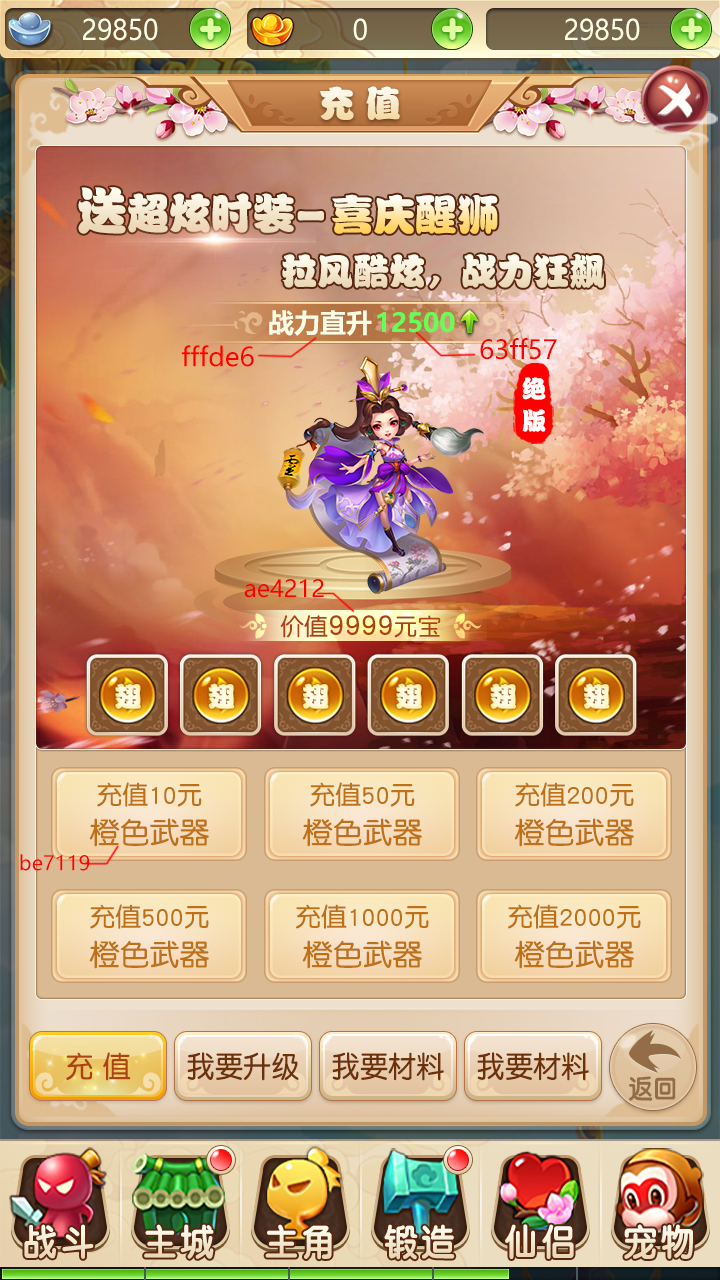 29850 0 29850
充值
送超炫时装-喜庆醒狮
拉风酷炫，战力狂飙
战力直升12500
fffde6 63ff57
绝版
ae4212
价值9999元宝
翅 翅 翅 翅 翅 翅
充值10元 充值50元 充值200元
橙色武器 橙色武器 橙色武器
be7119
充值500元 充值1000元 充值2000元
橙色武器 橙色武器 橙色武器
充值 我要升级 我要材料 我要材料 返回
战斗 主城 主角 锻造 仙侣 宠物